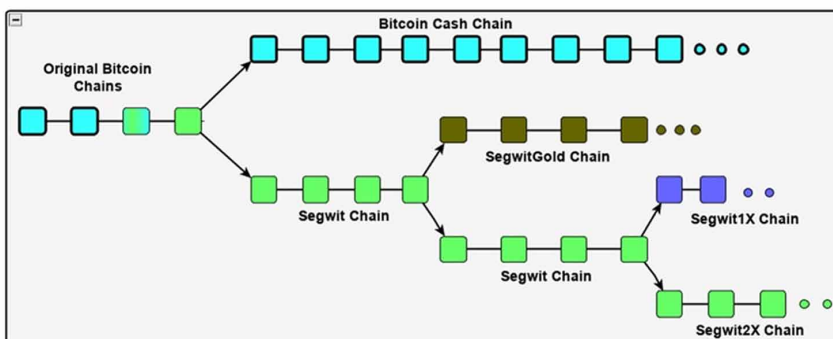 Bitcoin Cash Chain
Original Bitcoin
Chains
SegwitGold Chain
Segwit Chain
Segwit1X Chain
Segwit Chain
Segwit2X Chain